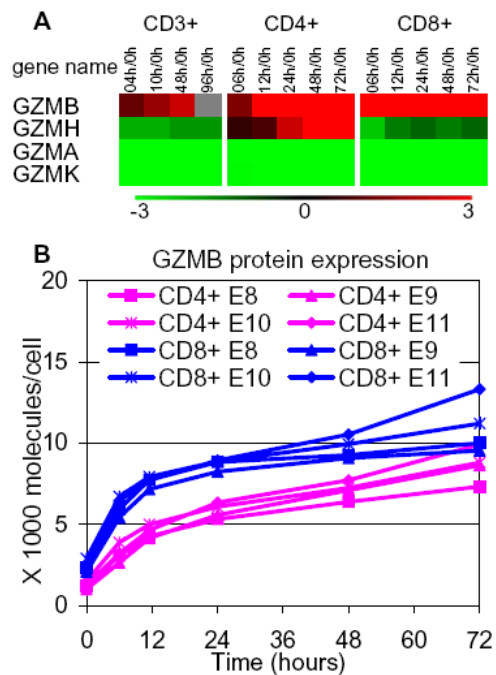 A
CD3+ CD4+ CD8+
gene name 04h/0h 10h/0h 48h/0h 96h/0h 06h/0h 12h/0h 24h/0h 48h/0h 72h/0h 06h/0h 12h/0h 24h/0h 48h/0h 72h/0h
GZMB
GZMH
GZMA
GZMK
-3 0 3
B
GZMB protein expression
CD4+ E8 CD4+ E9
CD4+ E10 CD4+ E11
CD8+ E8 CD8+ E9
CD8+ E10 CD8+ E11
X 1000 molecules/cell
20
15
10
5
0
0 12 24 36 48 60 72
Time (hours)